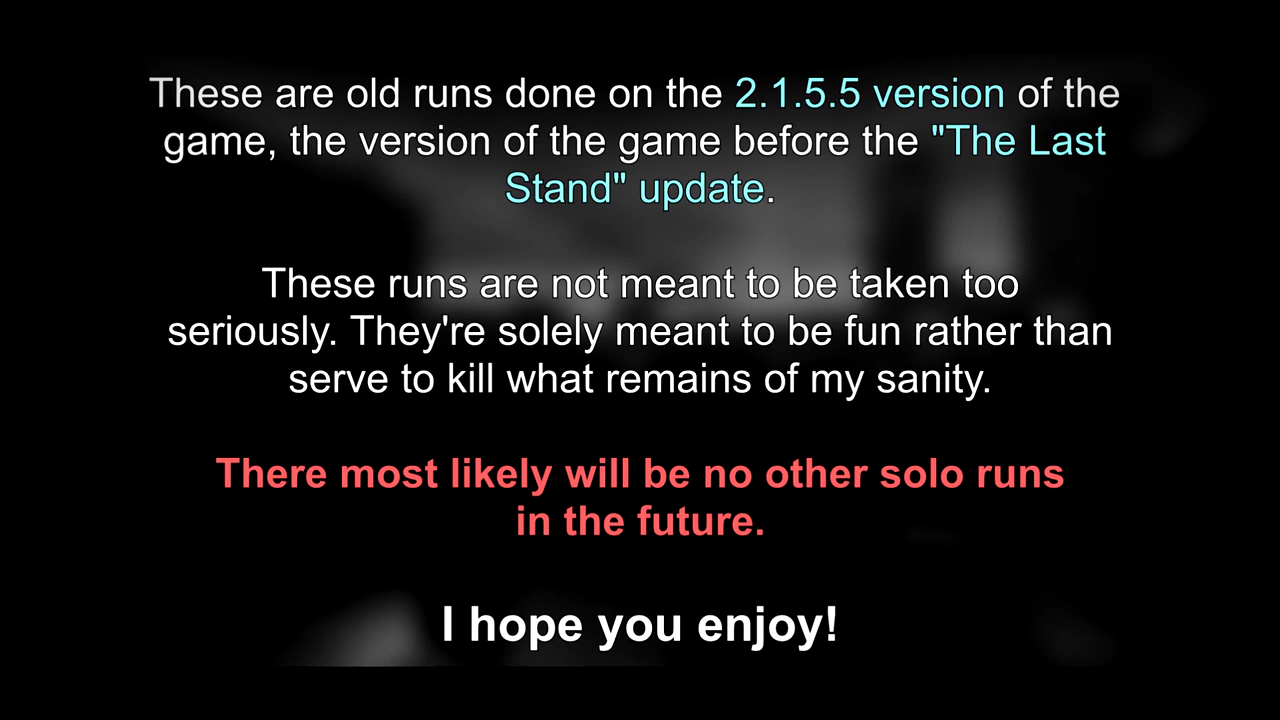 These are old runs done on the 2.1.5.5 version of the
game, the version of the game before the "The Last
Stand" update.
These runs are not meant to be taken too
seriously. They're solely meant to be fun rather than
serve to kill what remains of my sanity.
There most likely will be no other solo runs
in the future.
I hope you enjoy!